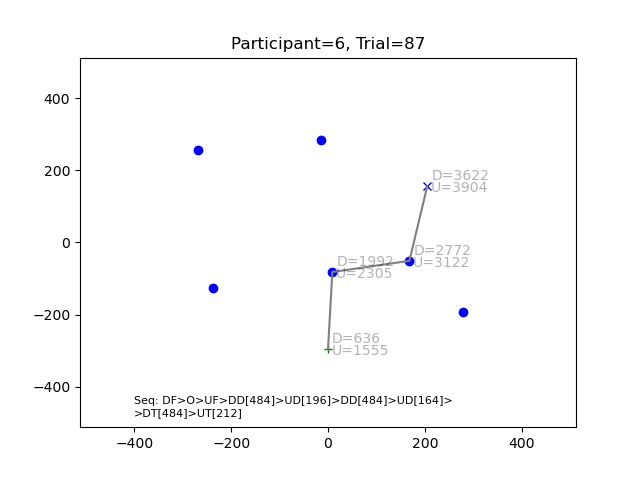 Participant=6, Trial=87
400
200
0
−200
−400
D=3622
U=3904
D=2772
U=3122
D=1992
U=2305
D=636
U=1555
Seq: DF>O>UF>DD[484]>UD[196]>DD[484]>UD[164]>
>DT[484]>UT[212]
−400 −200 0 200 400